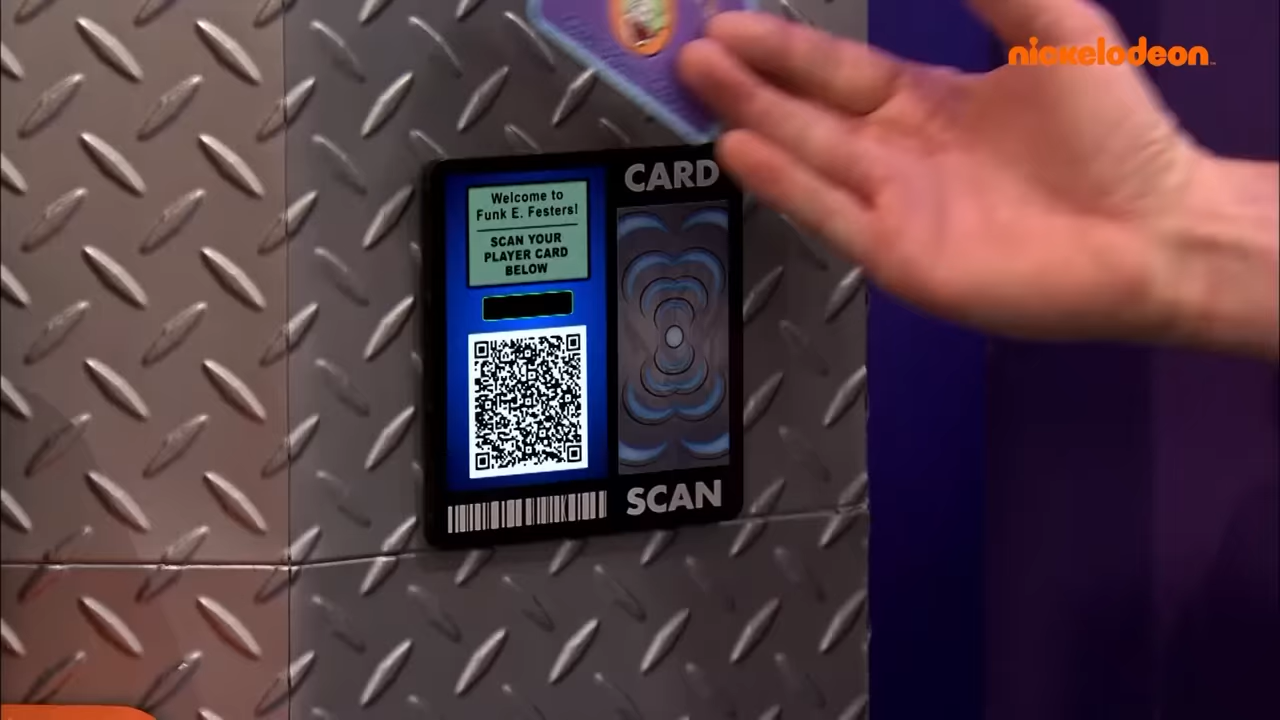 nickelodeon
CARD
Welcome to
Funk E. Festers!
SCAN YOUR
PLAYER CARD
BELOW
SCAN